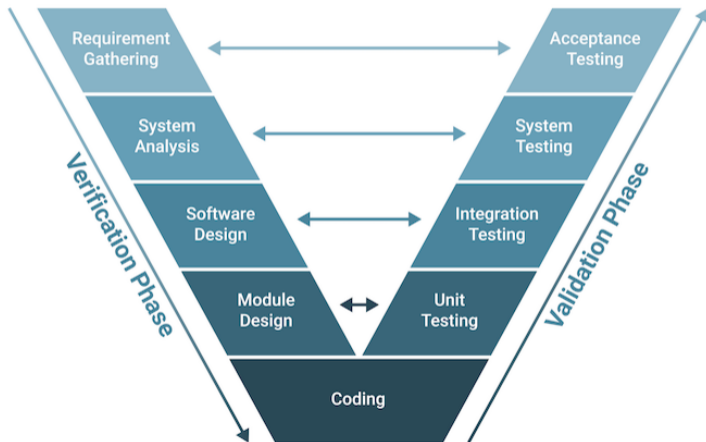 Requirement
Gathering
Acceptance
Testing
System
Analysis
System
Testing
Software
Design
Integration
Testing
Module
Design
Unit
Testing
Coding
Verification Phase
Validation Phase